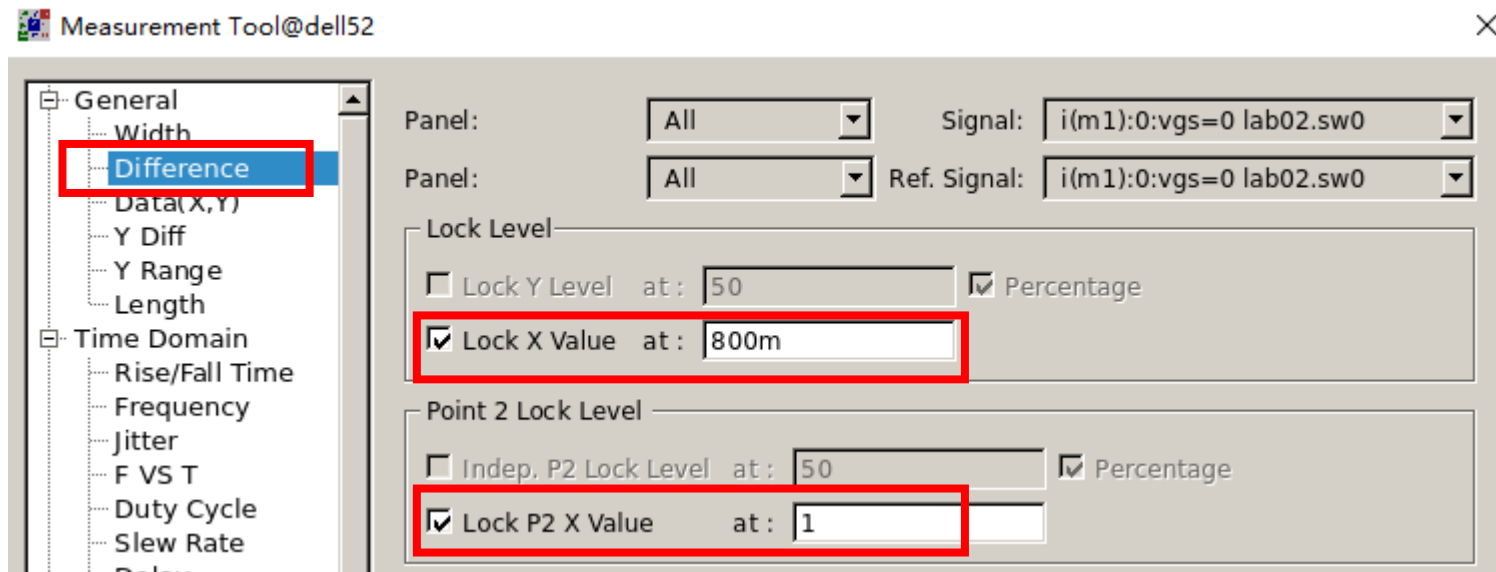 Measurement Tool@dell52
General
Width
Difference
Data(X,Y)
Y Diff
Y Range
Length
Time Domain
Rise/Fall Time
Frequency
Jitter
F VS T
Duty Cycle
Slew Rate
Delay
Panel: All Signal: i(m1):0:vgs=0 lab02.sw0
Panel: All Ref. Signal: i(m1):0:vgs=0 lab02.sw0
Lock Level
Lock Y Level at: 50 Percentage
Lock X Value at: 800m
Point 2 Lock Level
Indep. P2 Lock Level at: 50 Percentage
Lock P2 X Value at: 1